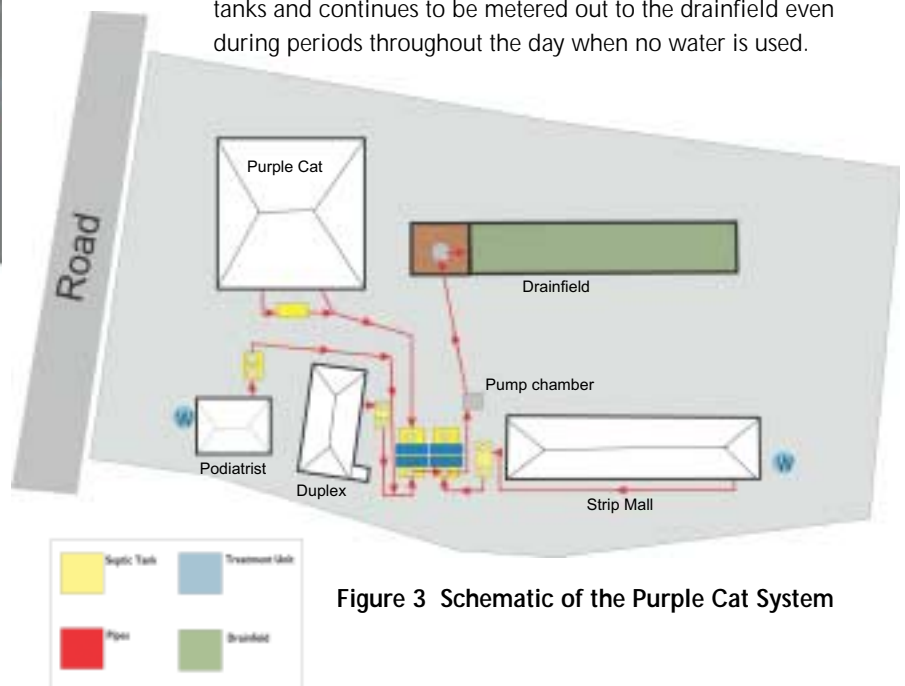 tanks and continues to be metered out to the drainfield even
during periods throughout the day when no water is used.
Road
Purple Cat
Drainfield
Pump chamber
W
Podiatrist
Duplex
W
Strip Mall
Septic Tank
Treatment Unit
Pipes
Drainfield
Figure 3 Schematic of the Purple Cat System